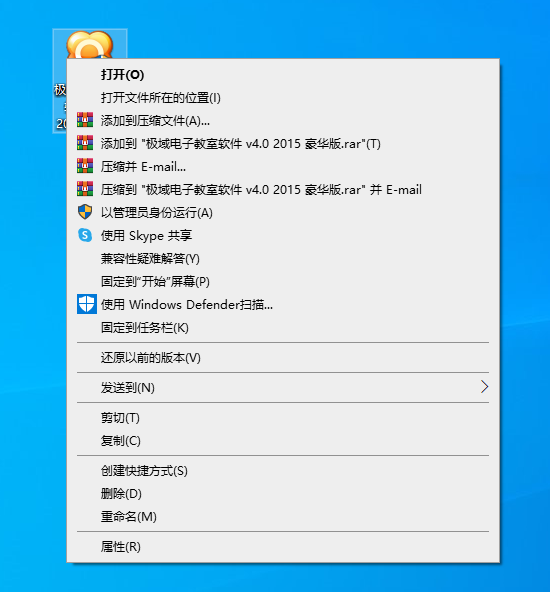 极
20
打开(O)
打开文件所在的位置(I)
添加到压缩文件(A)...
添加到 "极域电子教室软件 v4.0 2015 豪华版.rar"(T)
压缩并 E-mail...
压缩到 "极域电子教室软件 v4.0 2015 豪华版.rar" 并 E-mail
以管理员身份运行(A)
使用 Skype 共享
兼容性疑难解答(Y)
固定到"开始"屏幕(P)
使用 Windows Defender扫描...
固定到任务栏(K)
还原以前的版本(V)
发送到(N)
剪切(T)
复制(C)
创建快捷方式(S)
删除(D)
重命名(M)
属性(R)